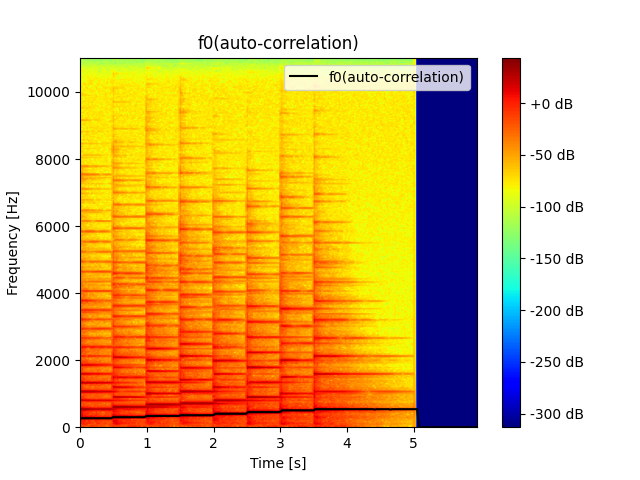 f0(auto-correlation)
f0(auto-correlation)
Frequency [Hz]
10000
8000
6000
4000
2000
0
0 1 2 3 4 5
Time [s]
+0 dB
-50 dB
-100 dB
-150 dB
-200 dB
-250 dB
-300 dB